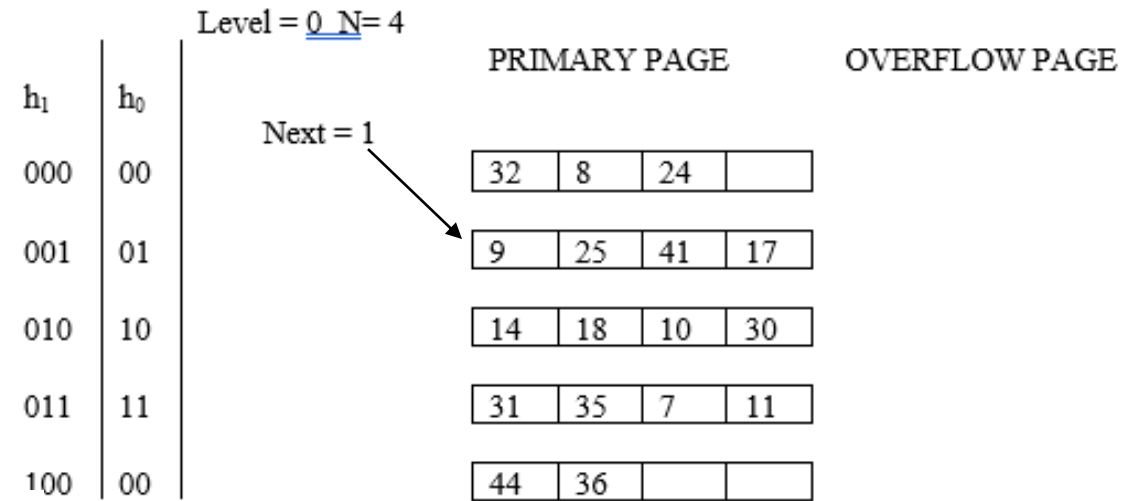 Level = 0 N= 4
PRIMARY PAGE OVERFLOW PAGE
h₁ h₀
Next = 1
000 00 32 8 24
001 01 9 25 41 17
010 10 14 18 10 30
011 11 31 35 7 11
100 00 44 36